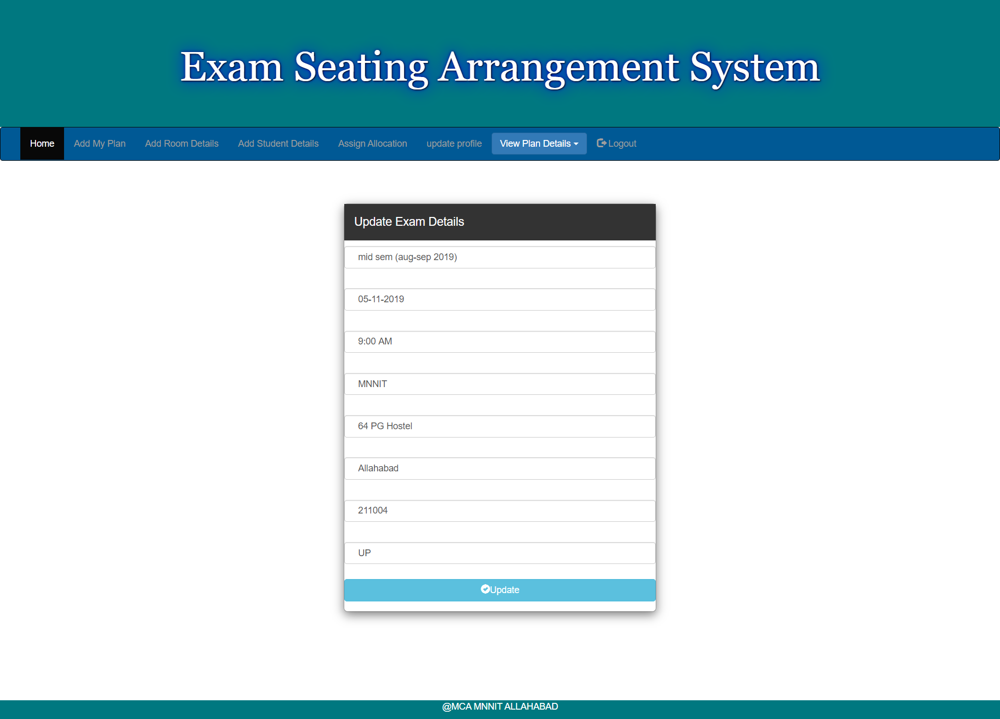 Exam Seating Arrangement System
Home Add My Plan Add Room Details Add Student Details Assign Allocation update profile View Plan Details Logout
Update Exam Details
mid sem (aug-sep 2019)
05-11-2019
9:00 AM
MNNIT
64 PG Hostel
Allahabad
211004
UP
Update
@MCA MNNIT ALLAHABAD